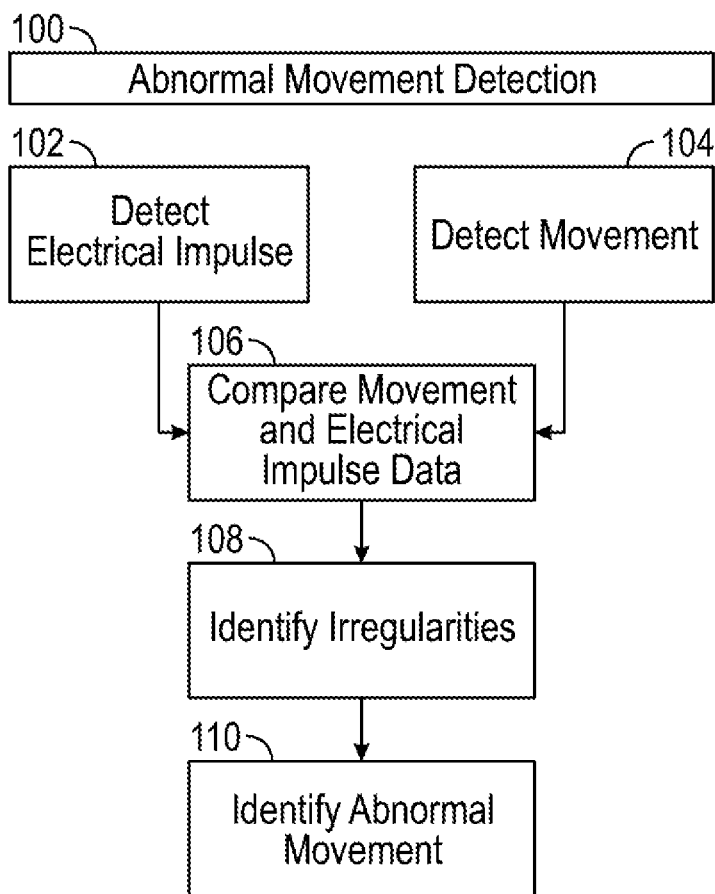 100
Abnormal Movement Detection
102
104
Detect
Electrical Impulse
Detect Movement
106
Compare Movement
and Electrical
Impulse Data
108
Identify Irregularities
110
Identify Abnormal
Movement